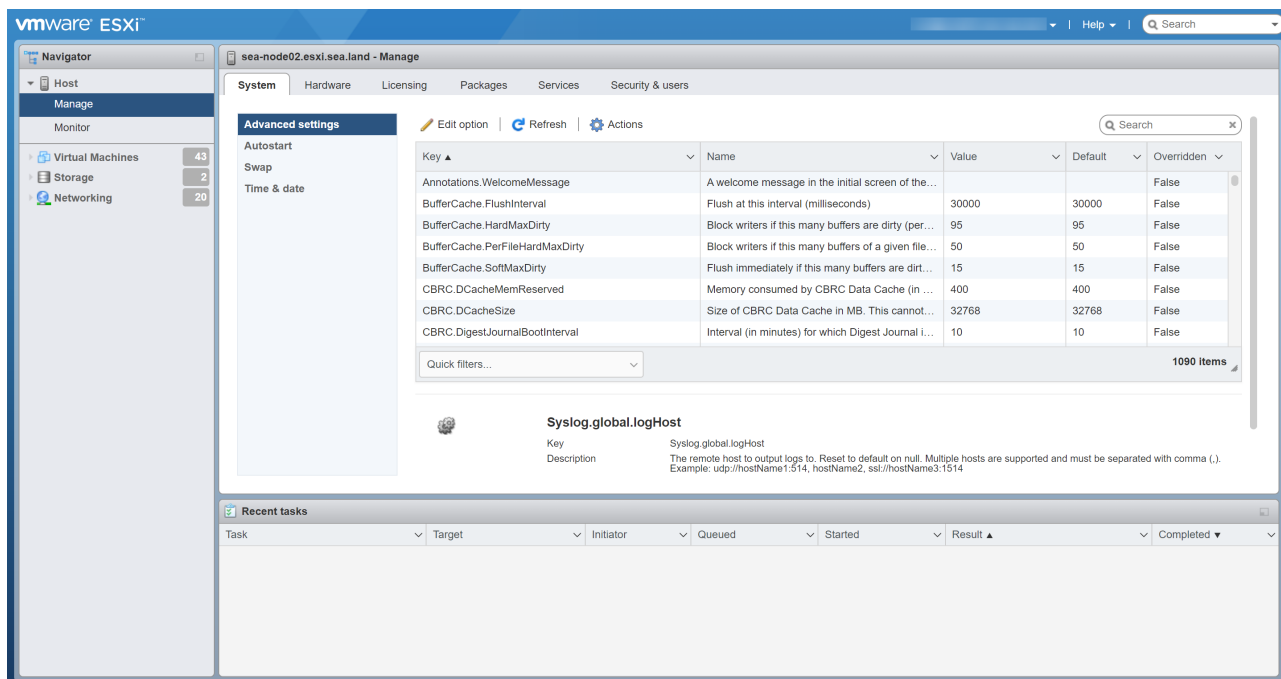 vmware ESXi™
Help
Search
Navigator
Host
Manage
Monitor
Virtual Machines 43
Storage 2
Networking 20
sea-node02.esxi.sea.land - Manage
System Hardware Licensing Packages Services Security & users
Advanced settings
Autostart
Swap
Time & date
Edit option Refresh Actions Search
Key Name Value Default Overridden
Annotations.WelcomeMessage A welcome message in the initial screen of the... False
BufferCache.FlushInterval Flush at this interval (milliseconds) 30000 30000 False
BufferCache.HardMaxDirty Block writers if this many buffers are dirty (per... 95 95 False
BufferCache.PerFileHardMaxDirty Block writers if this many buffers of a given file... 50 50 False
BufferCache.SoftMaxDirty Flush immediately if this many buffers are dirt... 15 15 False
CBRC.DCacheMemReserved Memory consumed by CBRC Data Cache (in ... 400 400 False
CBRC.DCacheSize Size of CBRC Data Cache in MB. This cannot... 32768 32768 False
CBRC.DigestJournalBootInterval Interval (in minutes) for which Digest Journal i... 10 10 False
Quick filters... 1090 items
Syslog.global.logHost
Key Syslog.global.logHost
Description The remote host to output logs to. Reset to default on null. Multiple hosts are supported and must be separated with comma (,).
Example: udp://hostName1:514, hostName2, ssl://hostName3:1514
Recent tasks
Task Target Initiator Queued Started Result Completed